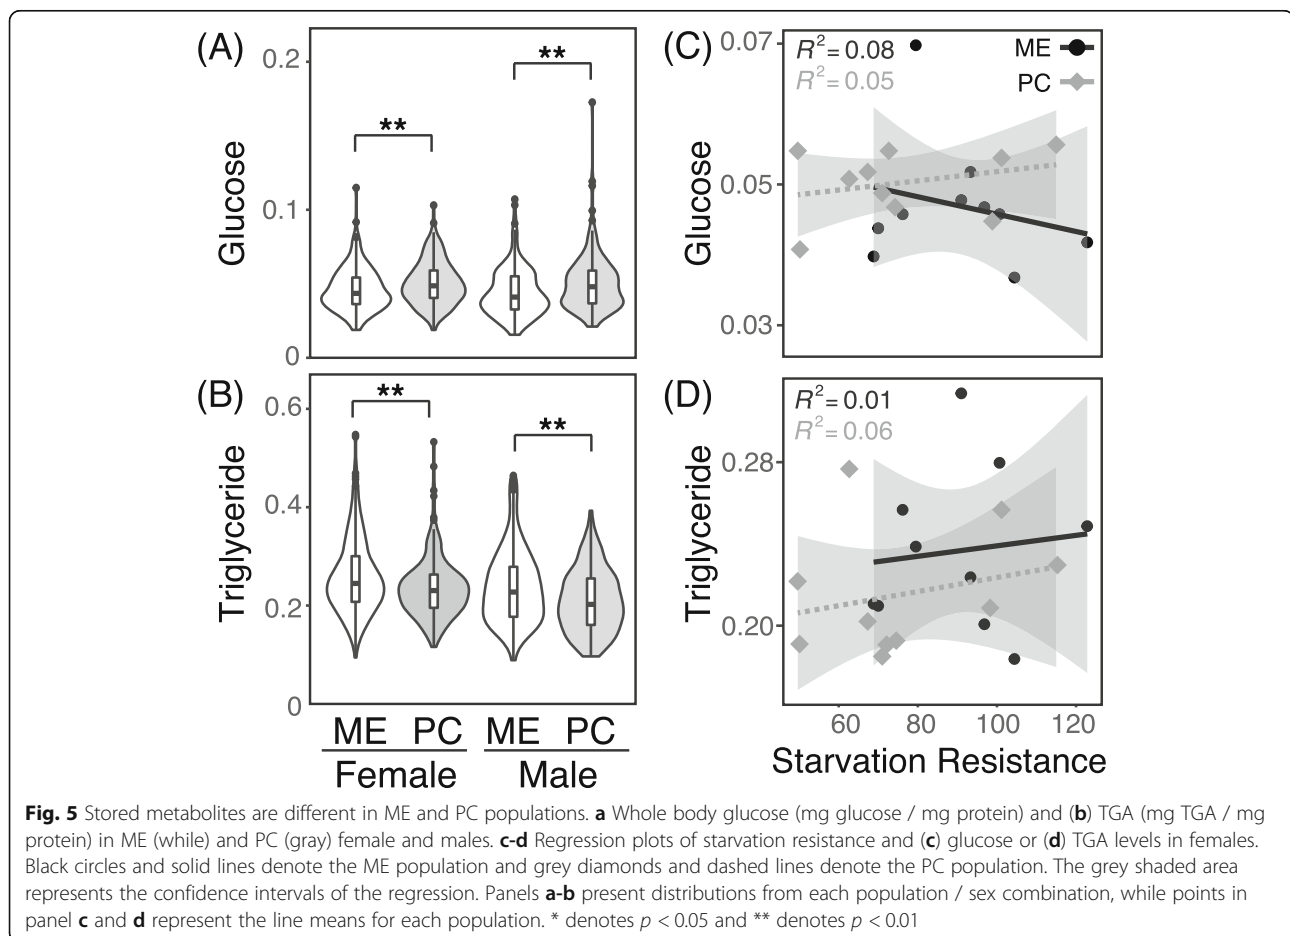 (A)
0.2
**
**
Glucose
0.1
0
(B)
0.6
**
**
Triglyceride
0.4
0.2
0
ME PC ME PC
Female Male
(C)
0.07
R² = 0.08
R² = 0.05
ME
PC
Glucose
0.05
0.03
(D)
R² = 0.01
R² = 0.06
Triglyceride
0.28
0.20
60 80 100 120
Starvation Resistance
Fig. 5 Stored metabolites are different in ME and PC populations. a Whole body glucose (mg glucose / mg protein) and (b) TGA (mg TGA / mg
protein) in ME (while) and PC (gray) female and males. c-d Regression plots of starvation resistance and (c) glucose or (d) TGA levels in females.
Black circles and solid lines denote the ME population and grey diamonds and dashed lines denote the PC population. The grey shaded area
represents the confidence intervals of the regression. Panels a-b present distributions from each population / sex combination, while points in
panel c and d represent the line means for each population. * denotes p < 0.05 and ** denotes p < 0.01